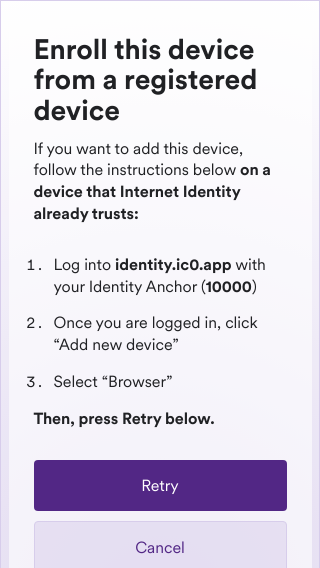 Enroll this device
from a registered
device
If you want to add this device,
follow the instructions below on a
device that Internet Identity
already trusts:
1. Log into identity.ic0.app with
your Identity Anchor (10000)
2. Once you are logged in, click
“Add new device”
3. Select “Browser”
Then, press Retry below.
Retry
Cancel